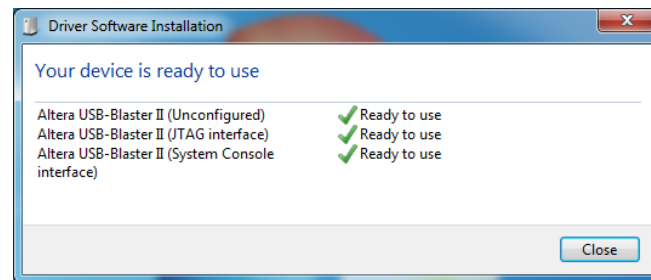 Driver Software Installation
Your device is ready to use
Altera USB-Blaster II (Unconfigured) Ready to use
Altera USB-Blaster II (JTAG interface) Ready to use
Altera USB-Blaster II (System Console Ready to use
interface)
Close